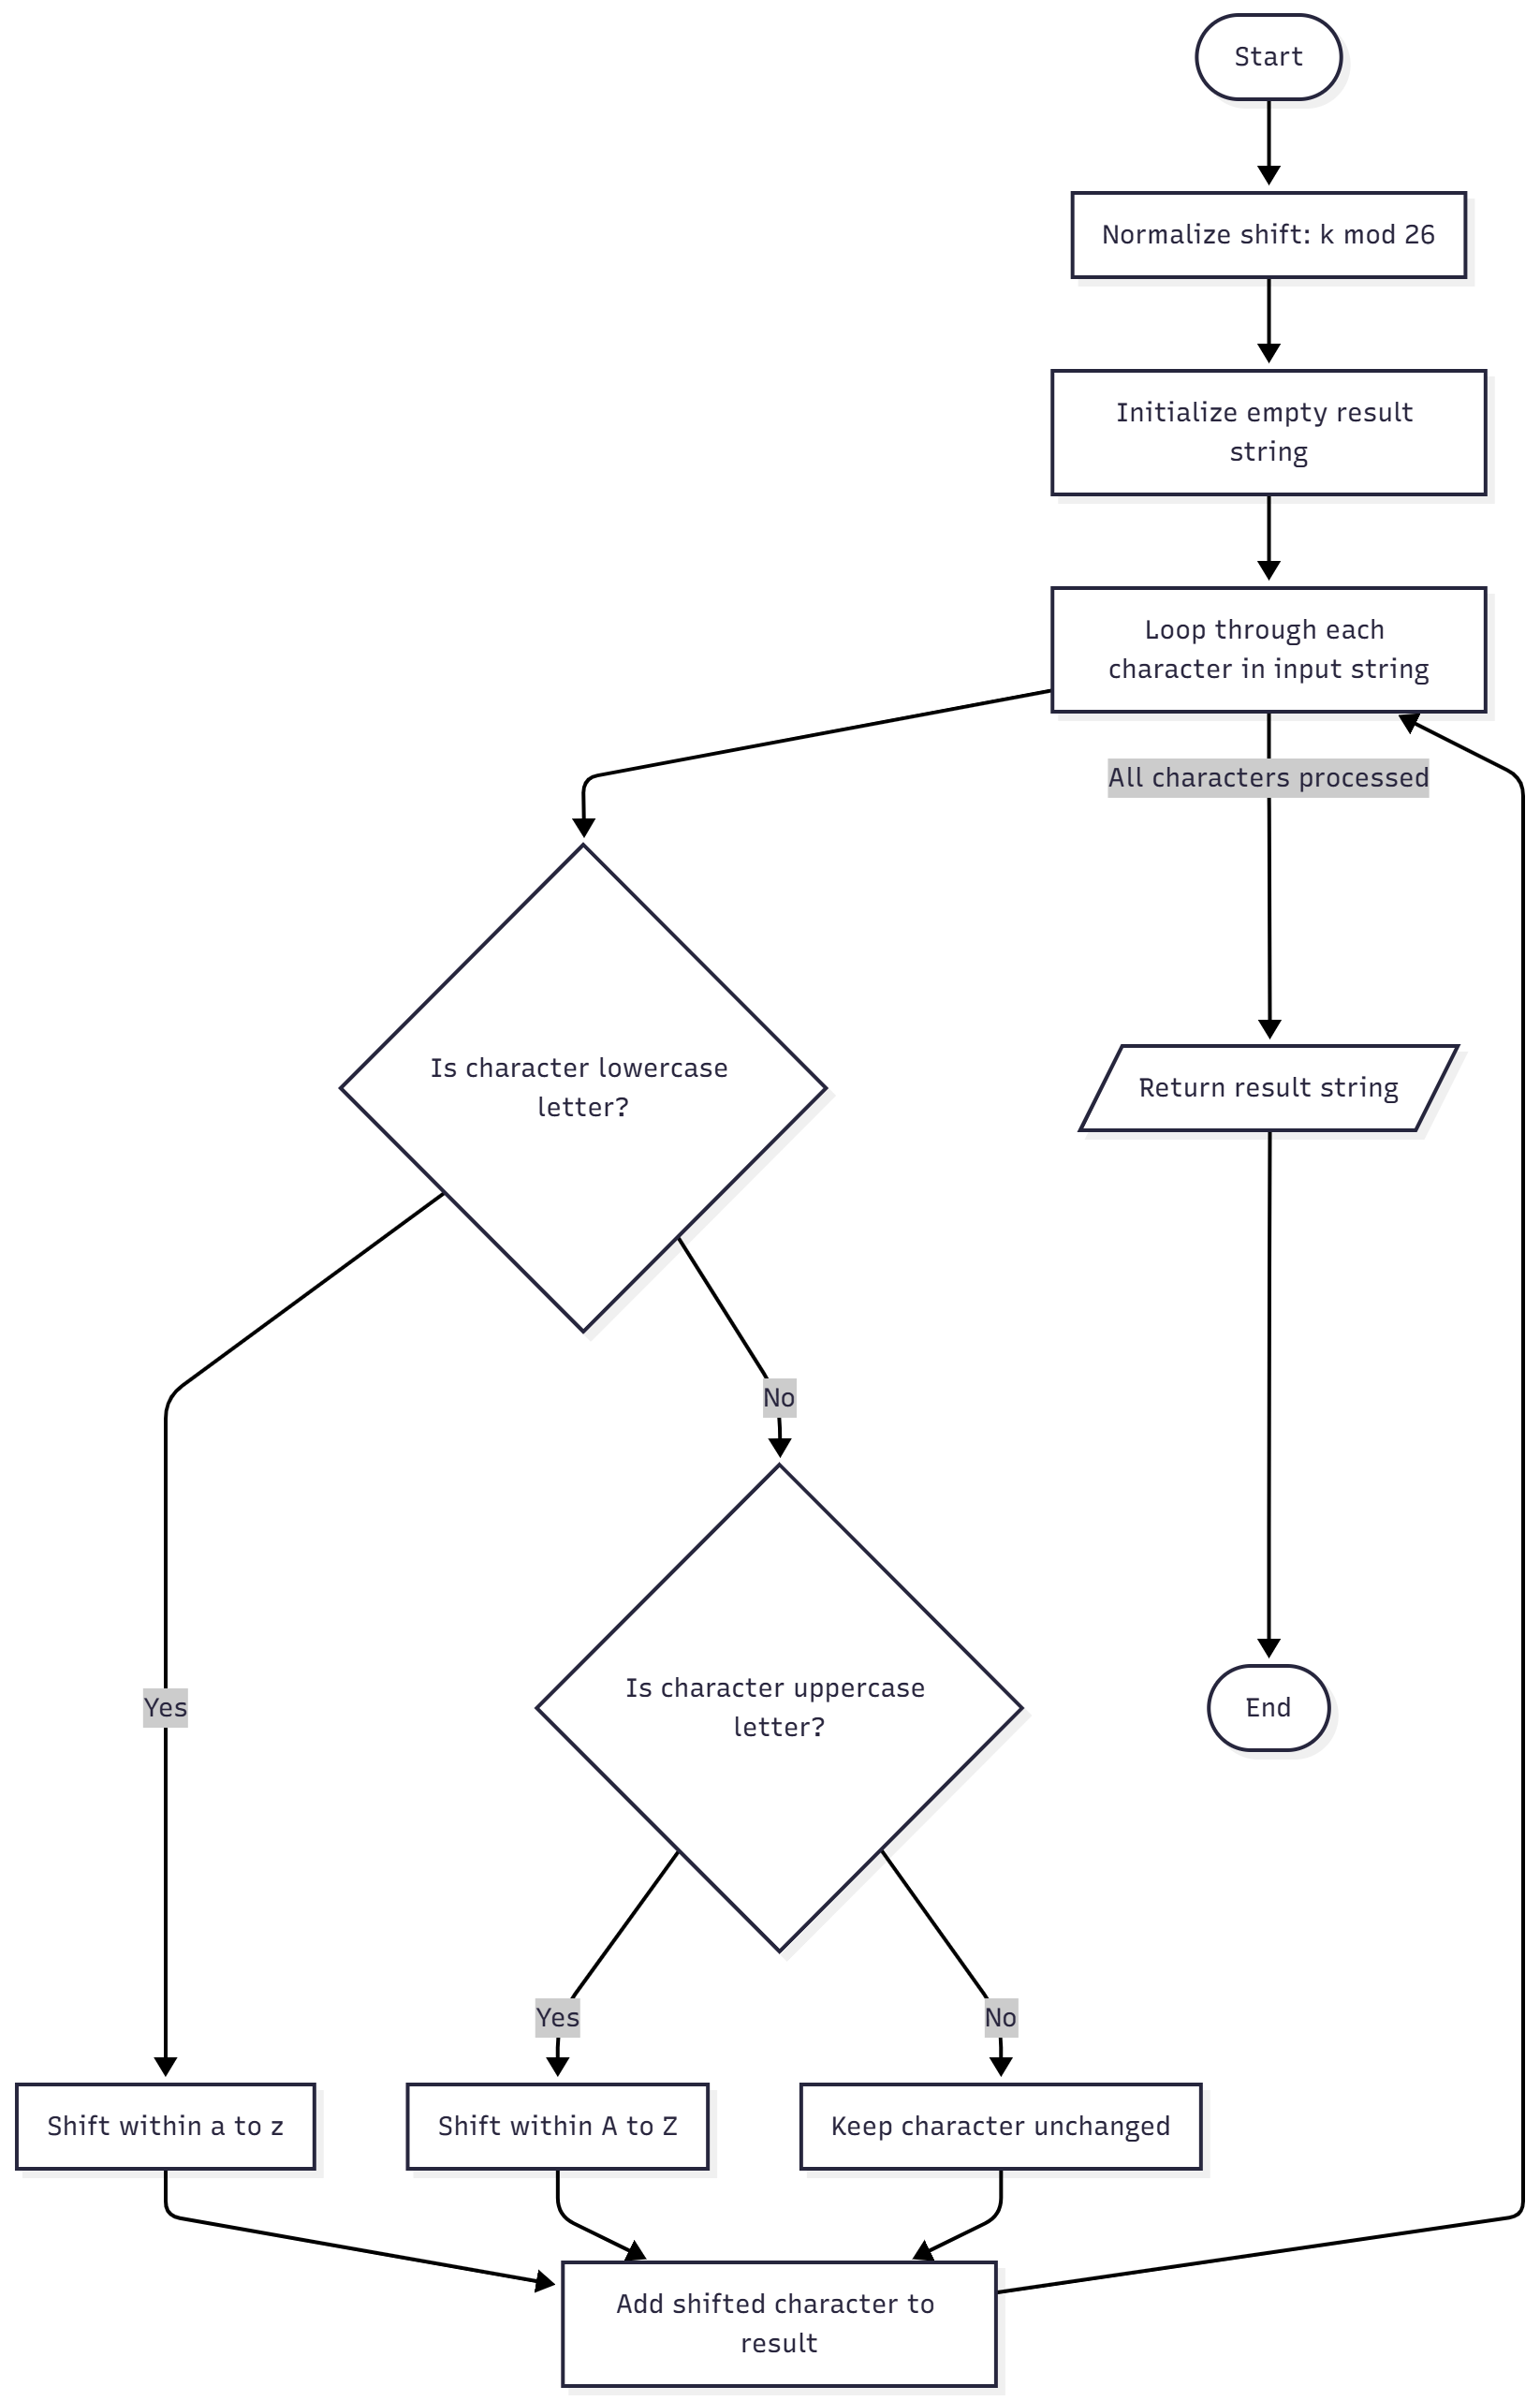 Start
Normalize shift: k mod 26
Initialize empty result
string
Loop through each
character in input string
All characters processed
Is character lowercase
letter?
Return result string
No
Is character uppercase
letter?
Yes
End
Yes
No
Shift within a to z
Shift within A to Z
Keep character unchanged
Add shifted character to
result